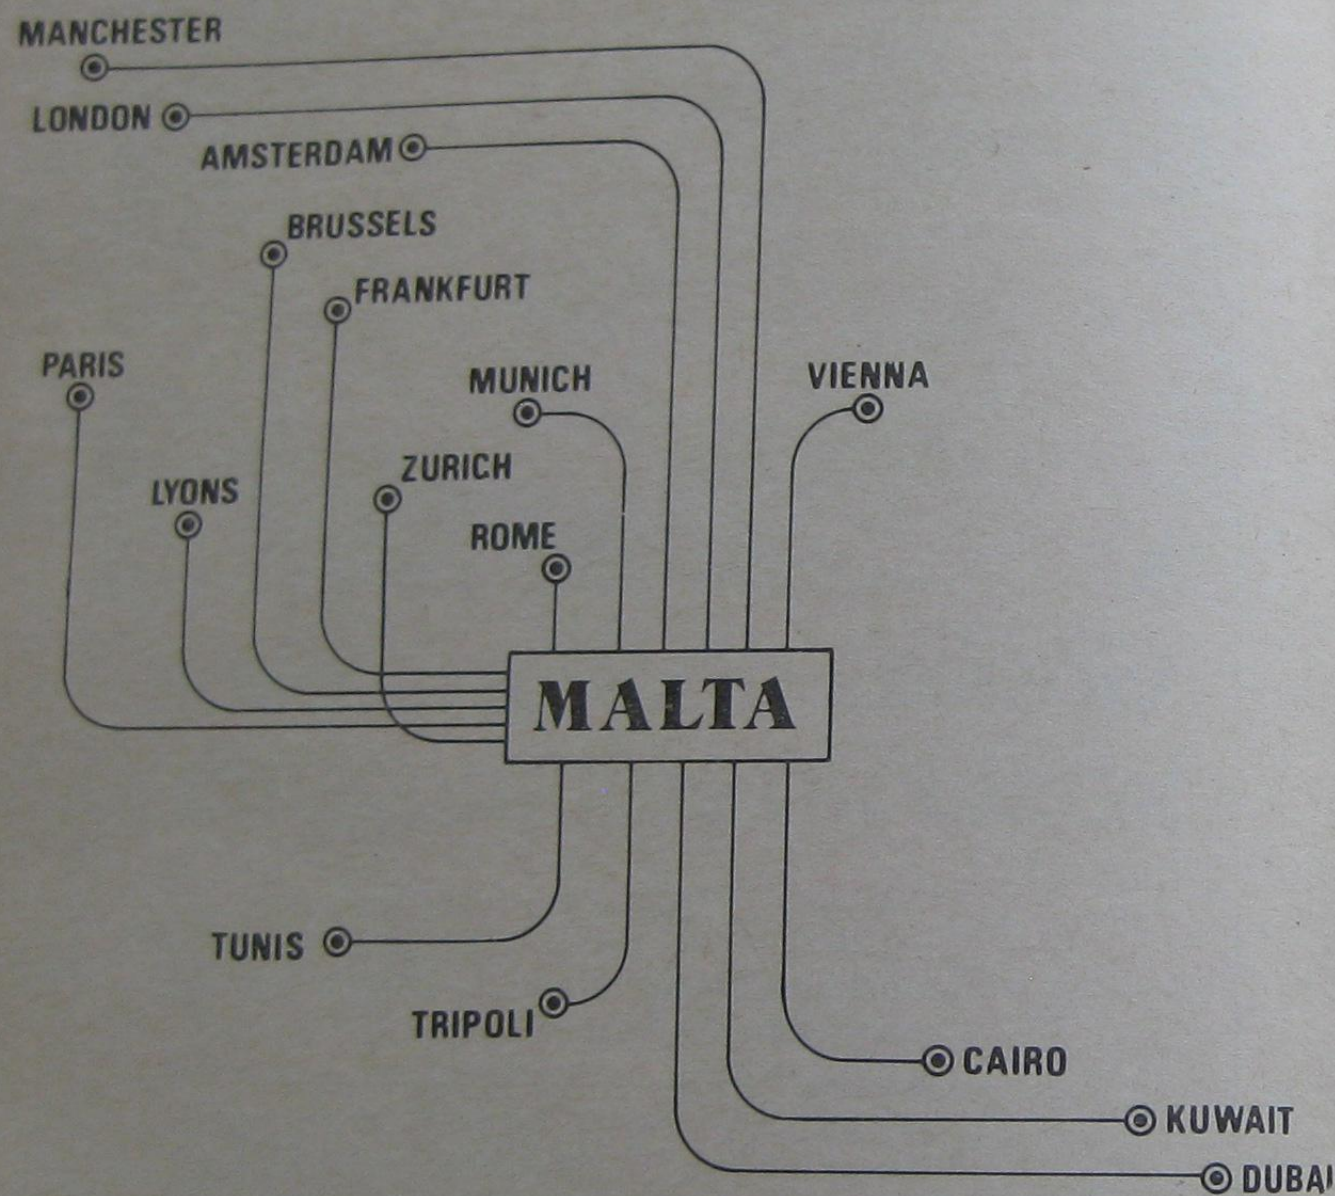 MANCHESTER
LONDON
AMSTERDAM
BRUSSELS
FRANKFURT
PARIS
MUNICH
VIENNA
ZURICH
LYONS
ROME
MALTA
TUNIS
TRIPOLI
CAIRO
KUWAIT
DUBAI